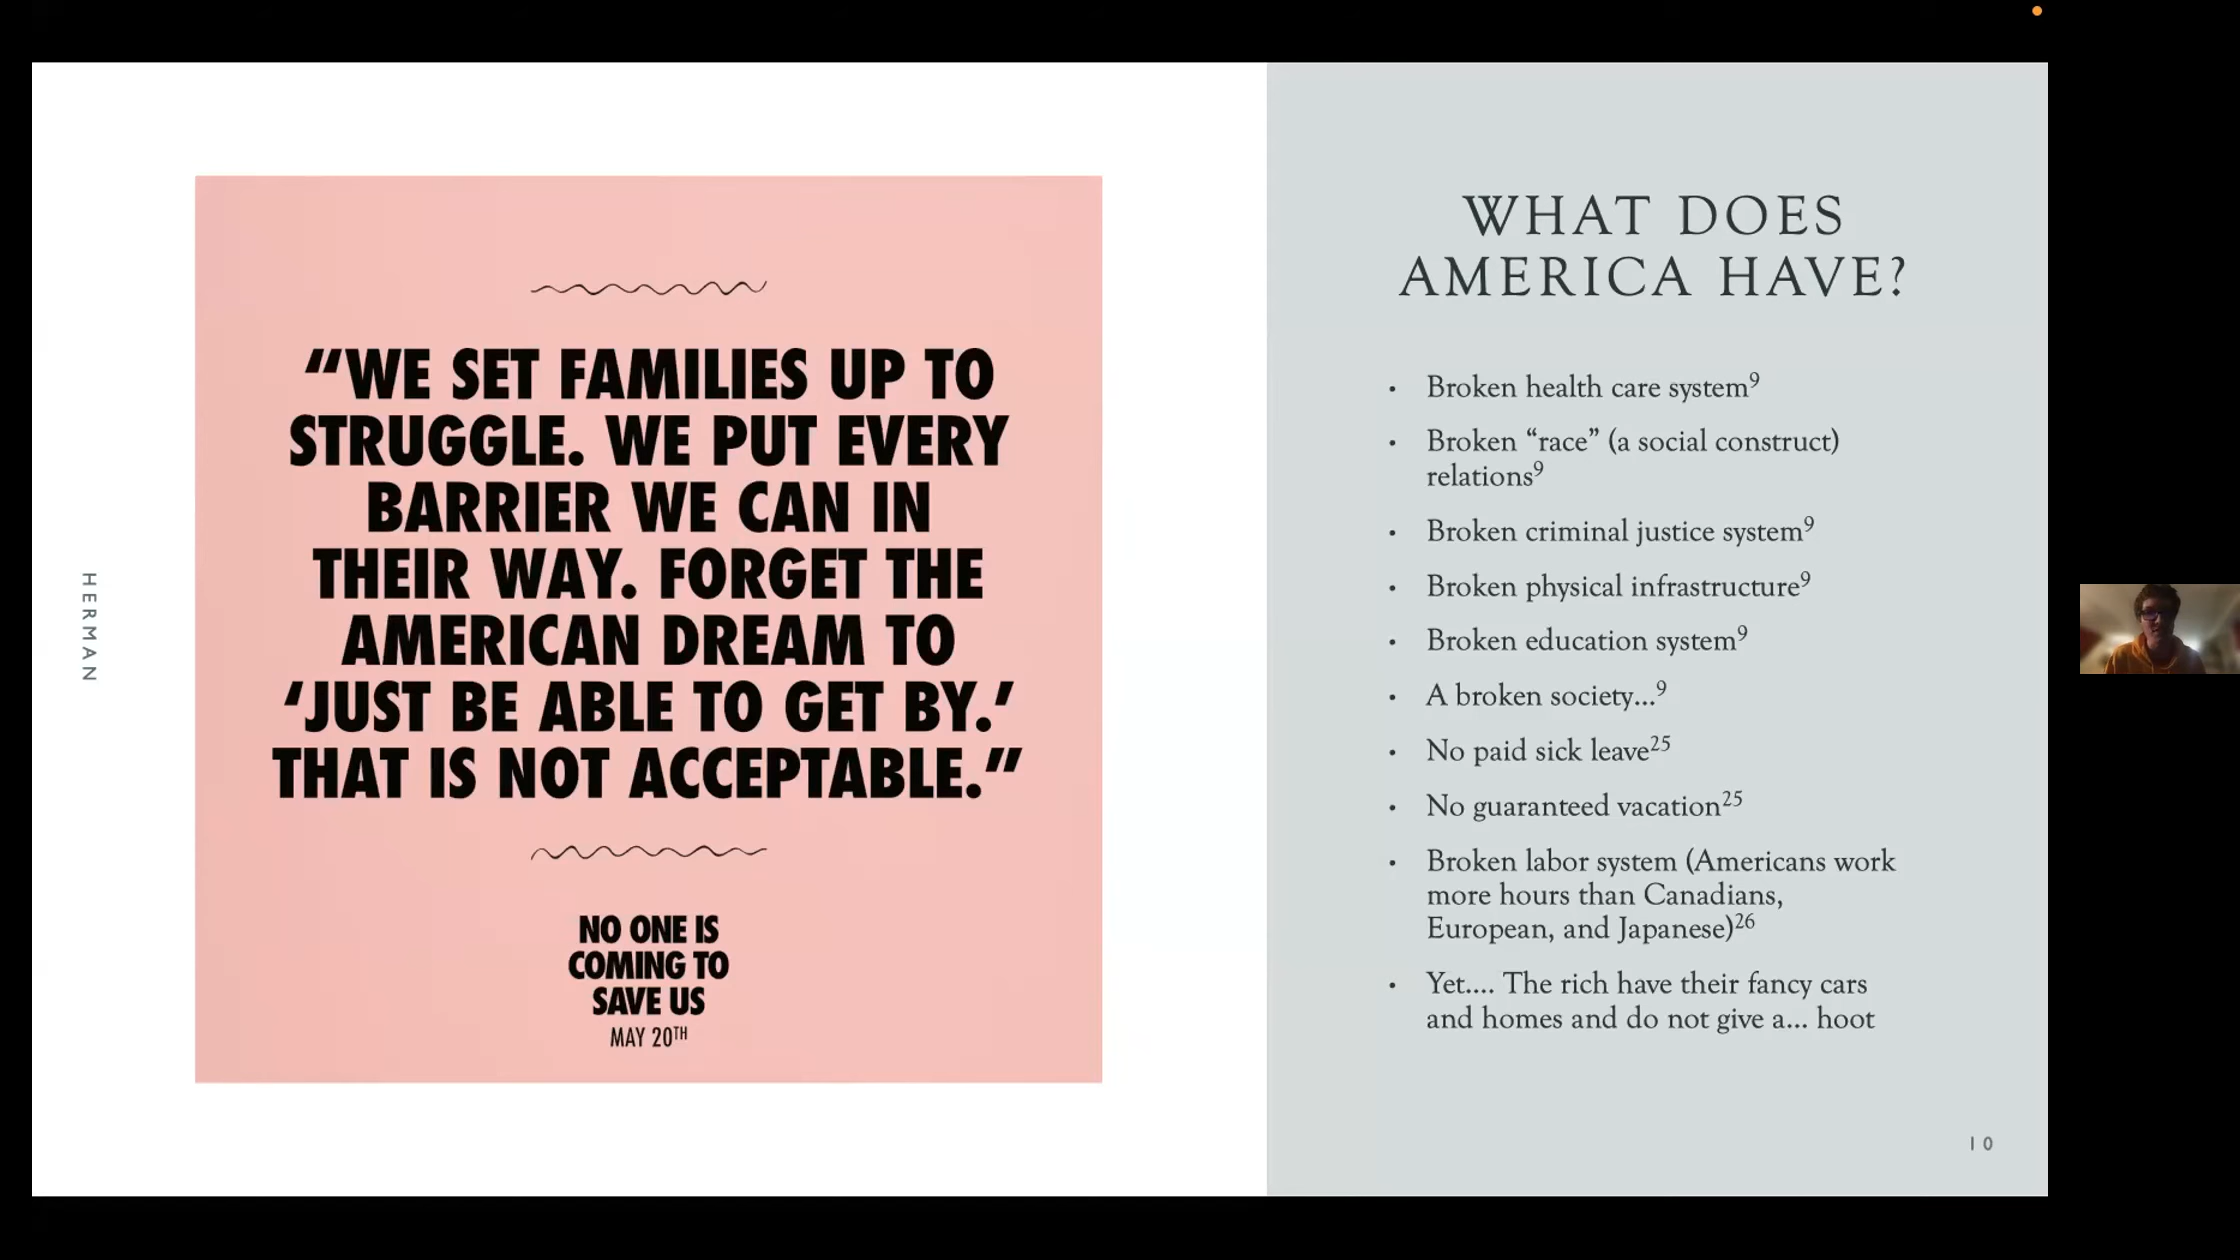 HERMAN
“WE SET FAMILIES UP TO
STRUGGLE. WE PUT EVERY
BARRIER WE CAN IN
THEIR WAY. FORGET THE
AMERICAN DREAM TO
‘JUST BE ABLE TO GET BY.’
THAT IS NOT ACCEPTABLE.”
NO ONE IS
COMING TO
SAVE US
MAY 20TH
WHAT DOES
AMERICA HAVE?
• Broken health care system9
• Broken “race” (a social construct)
relations9
• Broken criminal justice system9
• Broken physical infrastructure9
• Broken education system9
• A broken society...9
• No paid sick leave25
• No guaranteed vacation25
• Broken labor system (Americans work
more hours than Canadians,
European, and Japanese)26
• Yet.... The rich have their fancy cars
and homes and do not give a... hoot
10